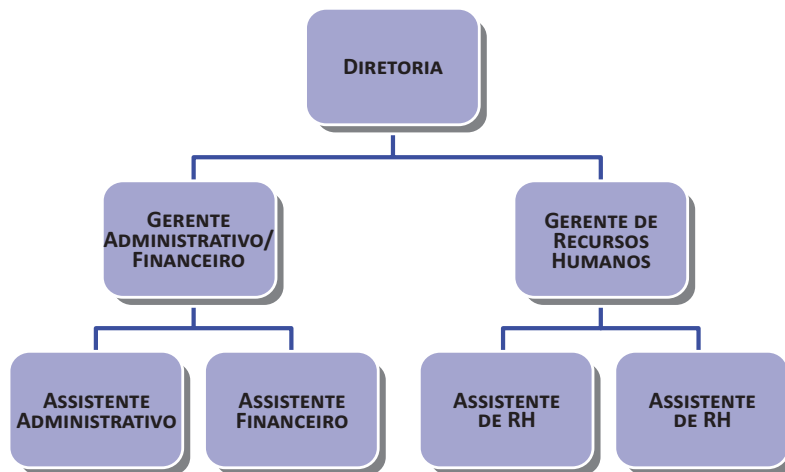 DIRETORIA
GERENTE
ADMINISTRATIVO/
FINANCEIRO
GERENTE DE
RECURSOS
HUMANOS
ASSISTENTE
ADMINISTRATIVO
ASSISTENTE
FINANCEIRO
ASSISTENTE
DE RH
ASSISTENTE
DE RH